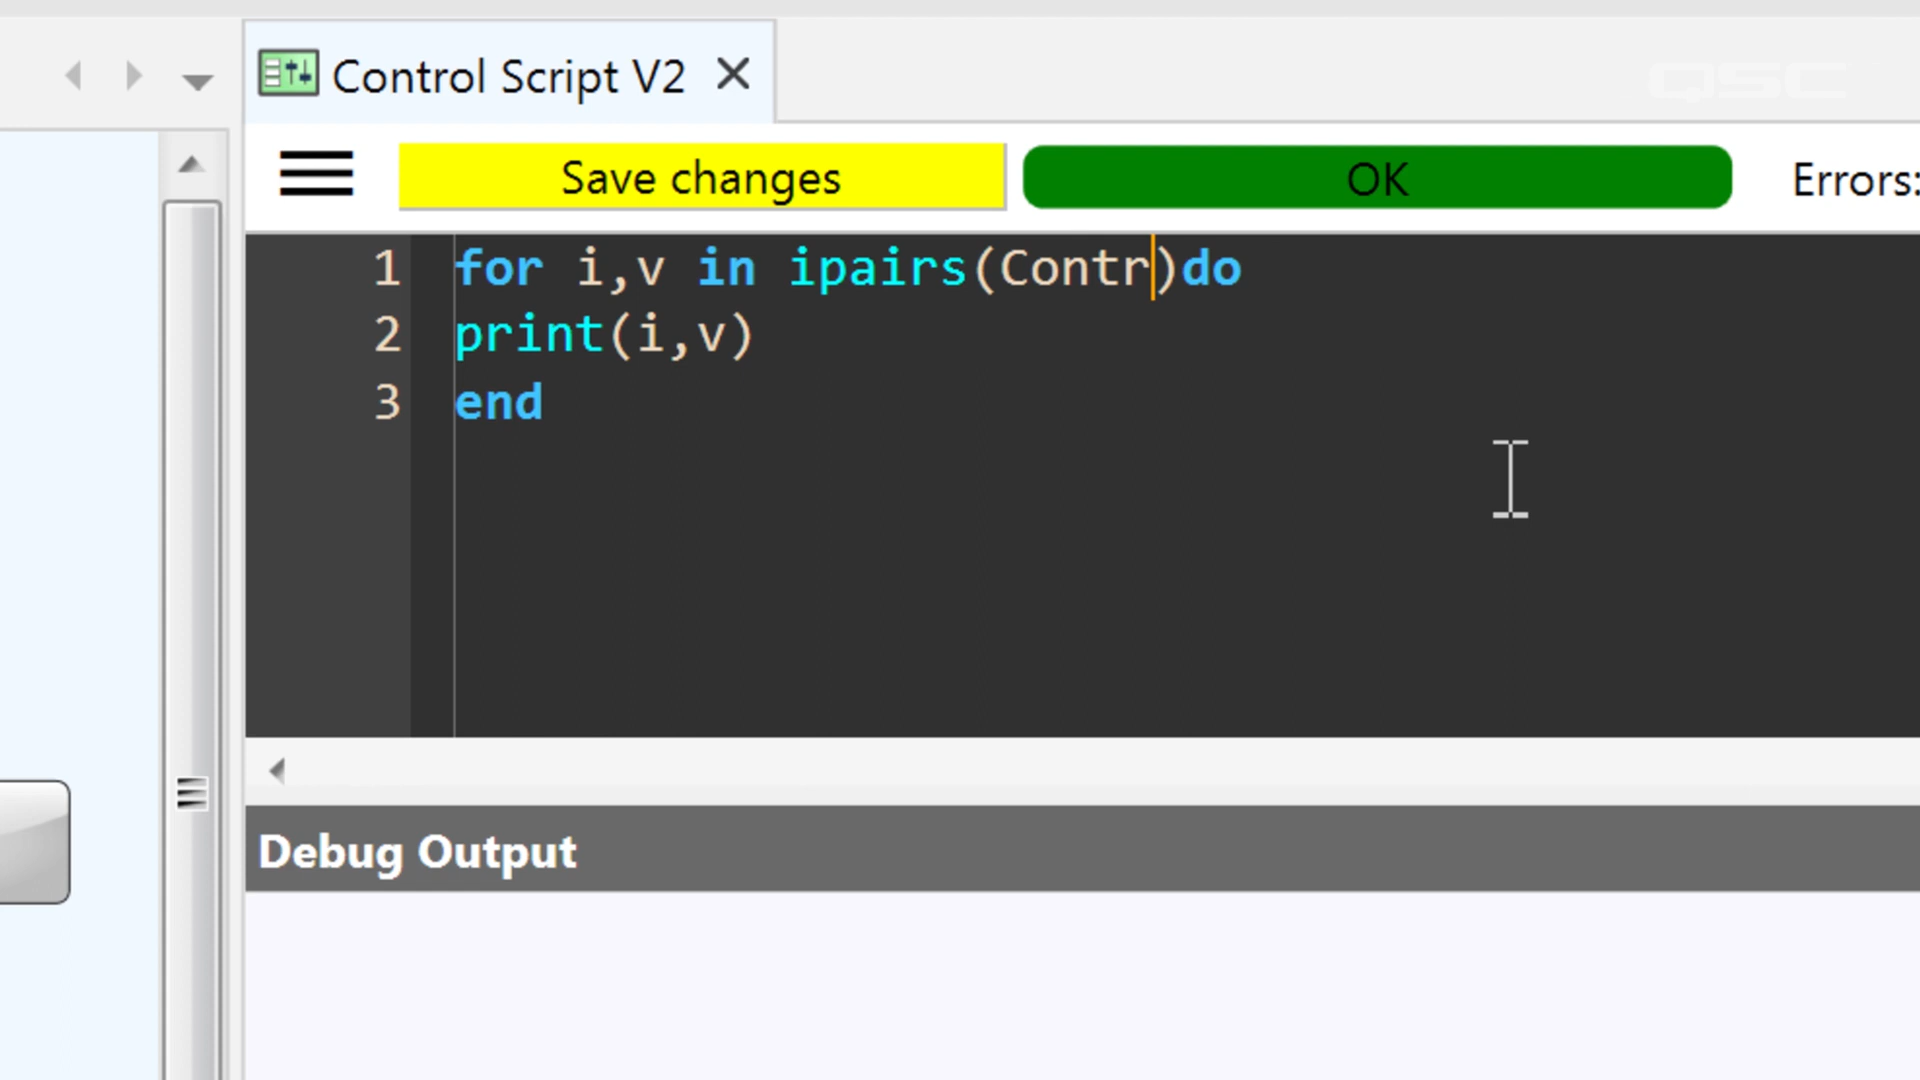 QSC
Control Script V2
Save changes
OK
Errors:
1 for i,v in ipairs(Contr)do
2 print(i,v)
3 end
Debug Output